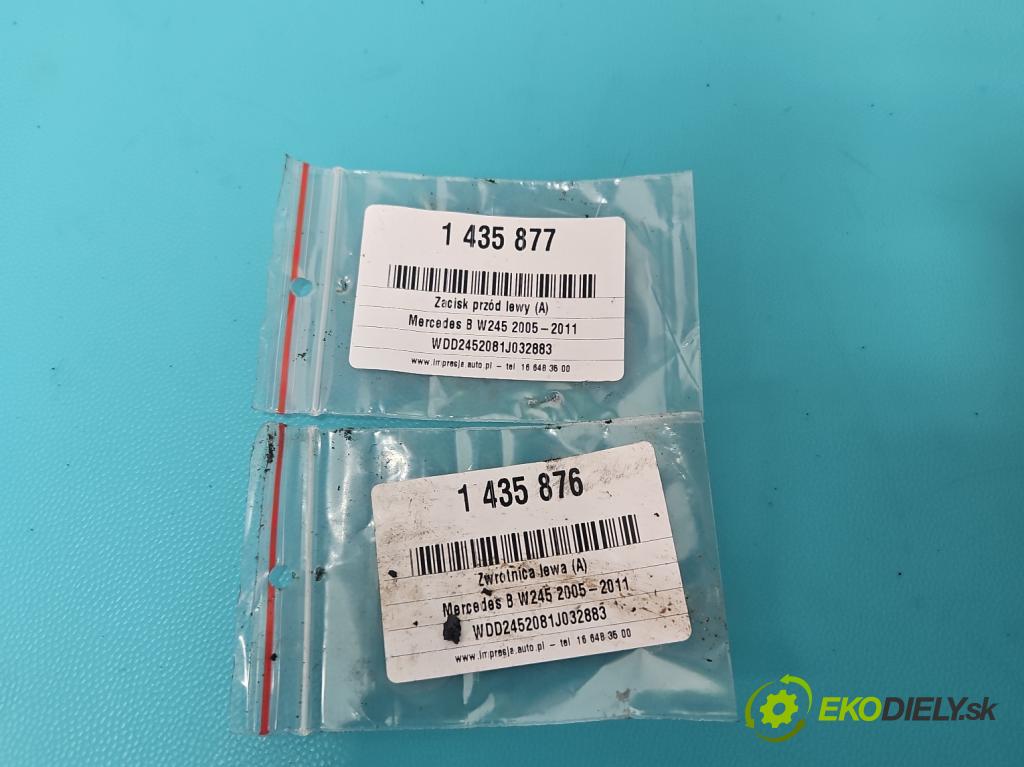 1 435 877
Zacisk przód lewy (A)
Mercedes B W245 2005-2011
WDD2452081J032883
www.impresja.auto.pl - tel 16 648 36 00
1 435 876
Zwrotnica lewa (A)
Mercedes B W245 2005-2011
WDD2452081J032883
www.impresja.auto.pl - tel 16 648 36 00
EKODIELY.sk